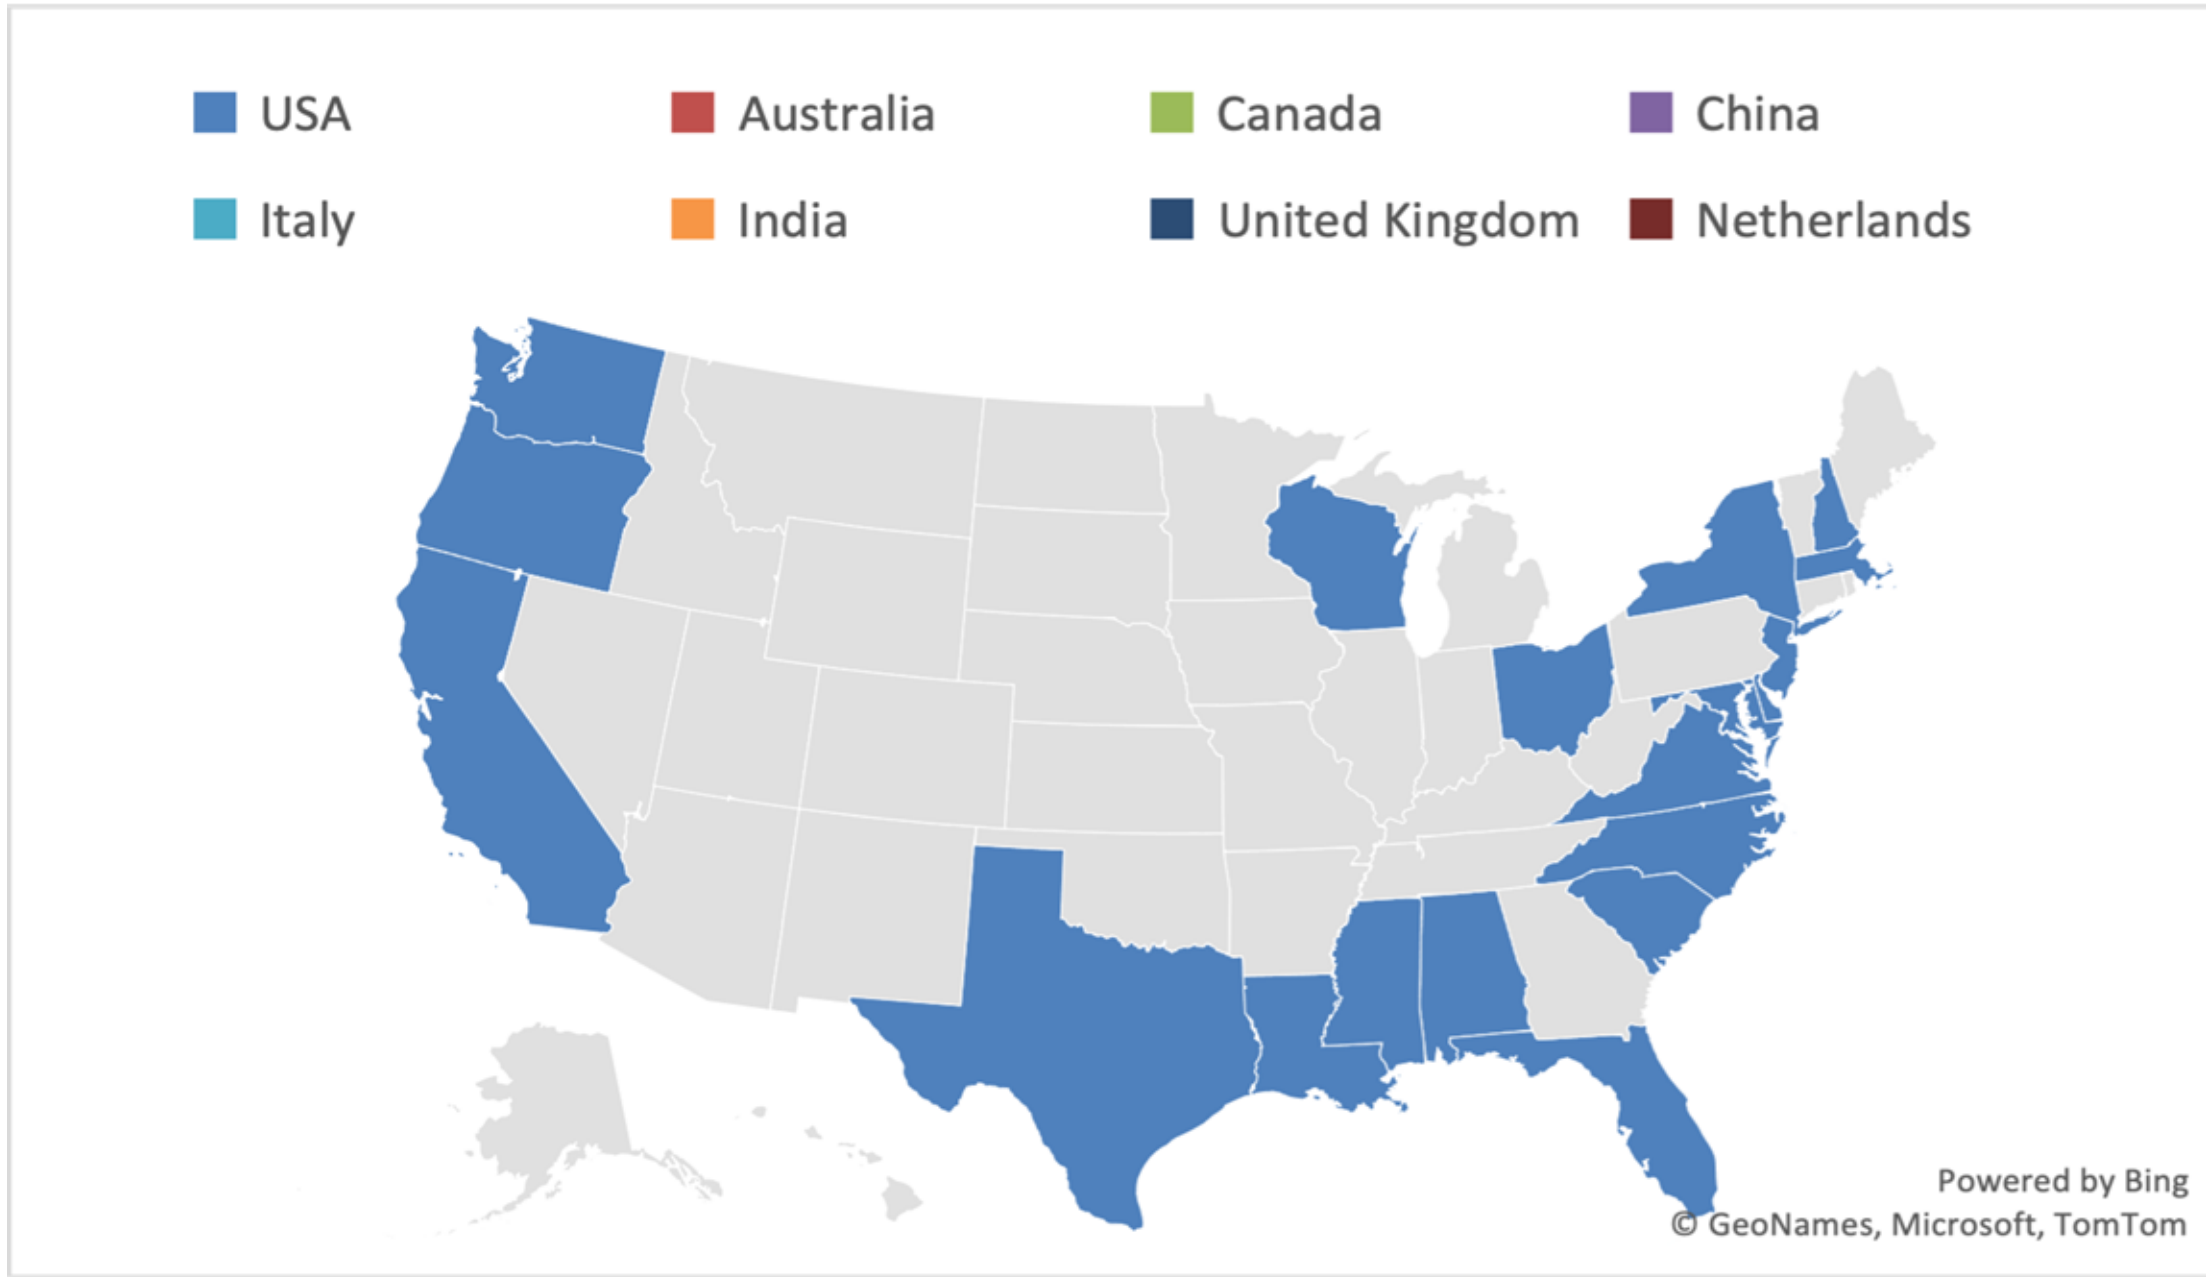 USA Australia Canada China
Italy India United Kingdom Netherlands
Powered by Bing
© GeoNames, Microsoft, TomTom